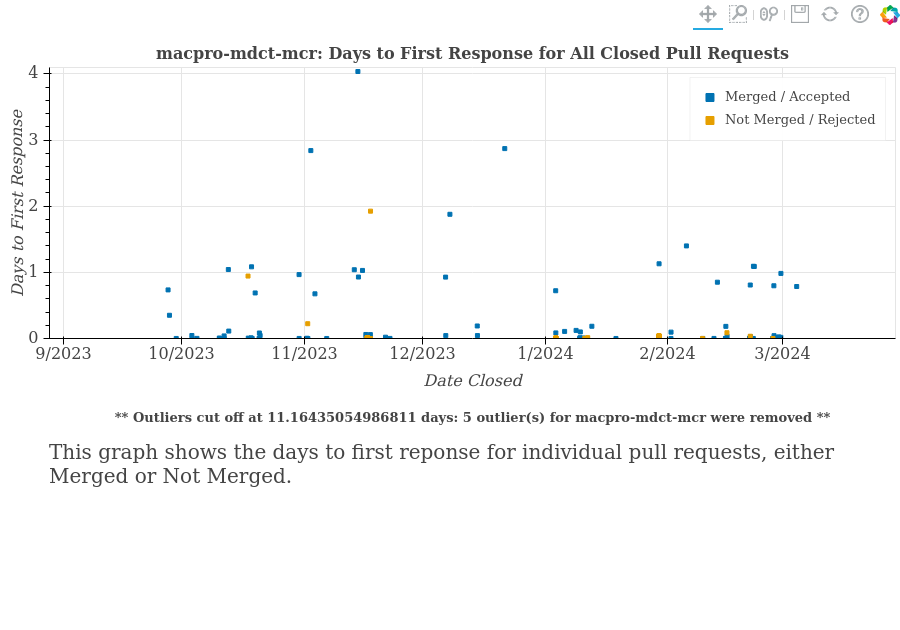 macpro-mdct-mcr: Days to First Response for All Closed Pull Requests
4
3
2
1
0
Days to First Response
Merged / Accepted
Not Merged / Rejected
9/2023 10/2023 11/2023 12/2023 1/2024 2/2024 3/2024
Date Closed
** Outliers cut off at 11.16435054986811 days: 5 outlier(s) for macpro-mdct-mcr were removed **
This graph shows the days to first reponse for individual pull requests, either
Merged or Not Merged.